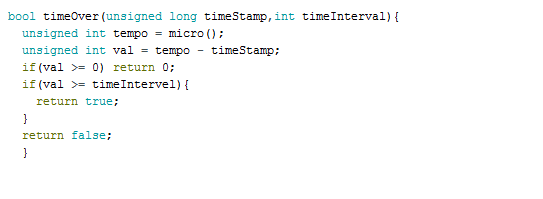 bool timeOver(unsigned long timeStamp,int timeInterval){
unsigned int tempo = micro();
unsigned int val = tempo - timeStamp;
if(val >= 0) return 0;
if(val >= timeIntervel){
return true;
}
return false;
}